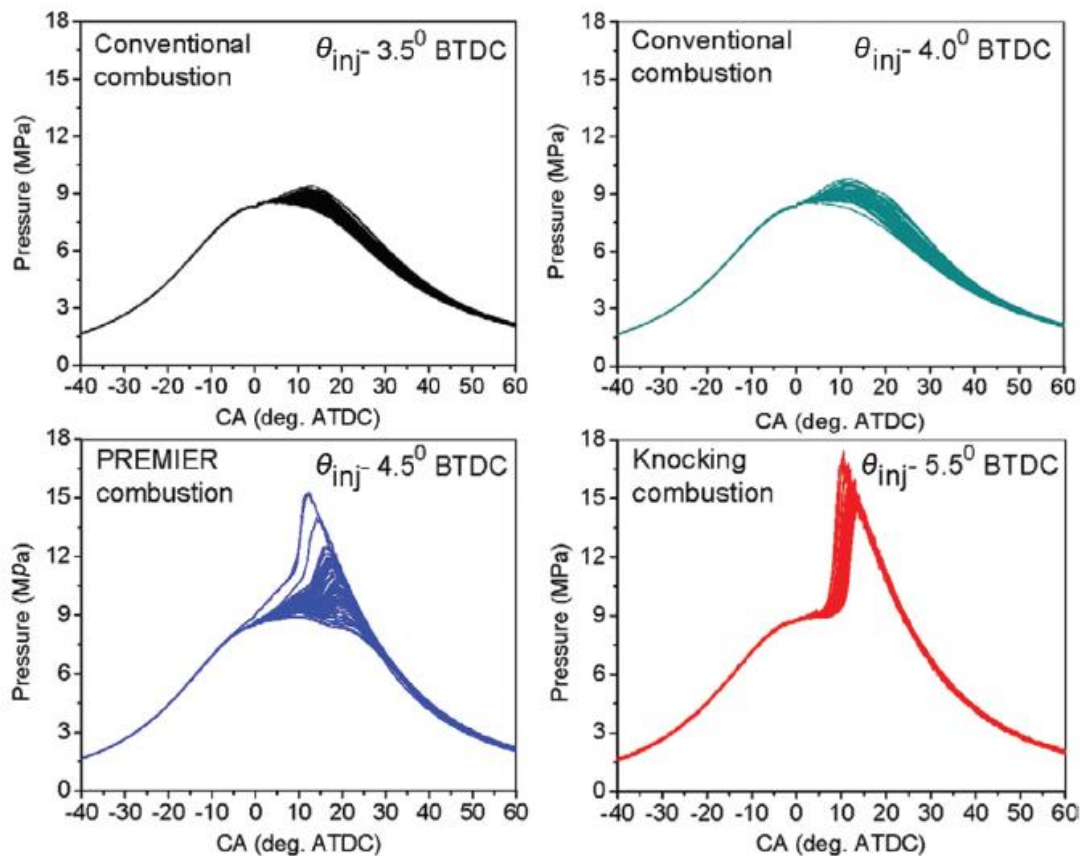 Conventional
combustion
θinj- 3.5⁰ BTDC
Pressure (MPa)
18
15
12
9
6
3
0
-40 -30 -20 -10 0 10 20 30 40 50 60
CA (deg. ATDC)
Conventional
combustion
θinj- 4.0⁰ BTDC
Pressure (MPa)
18
15
12
9
6
3
0
-40 -30 -20 -10 0 10 20 30 40 50 60
CA (deg. ATDC)
PREMIER
combustion
θinj- 4.5⁰ BTDC
Pressure (MPa)
18
15
12
9
6
3
0
-40 -30 -20 -10 0 10 20 30 40 50 60
CA (deg. ATDC)
Knocking
combustion
θinj- 5.5⁰ BTDC
Pressure (MPa)
18
15
12
9
6
3
0
-40 -30 -20 -10 0 10 20 30 40 50 60
CA (deg. ATDC)